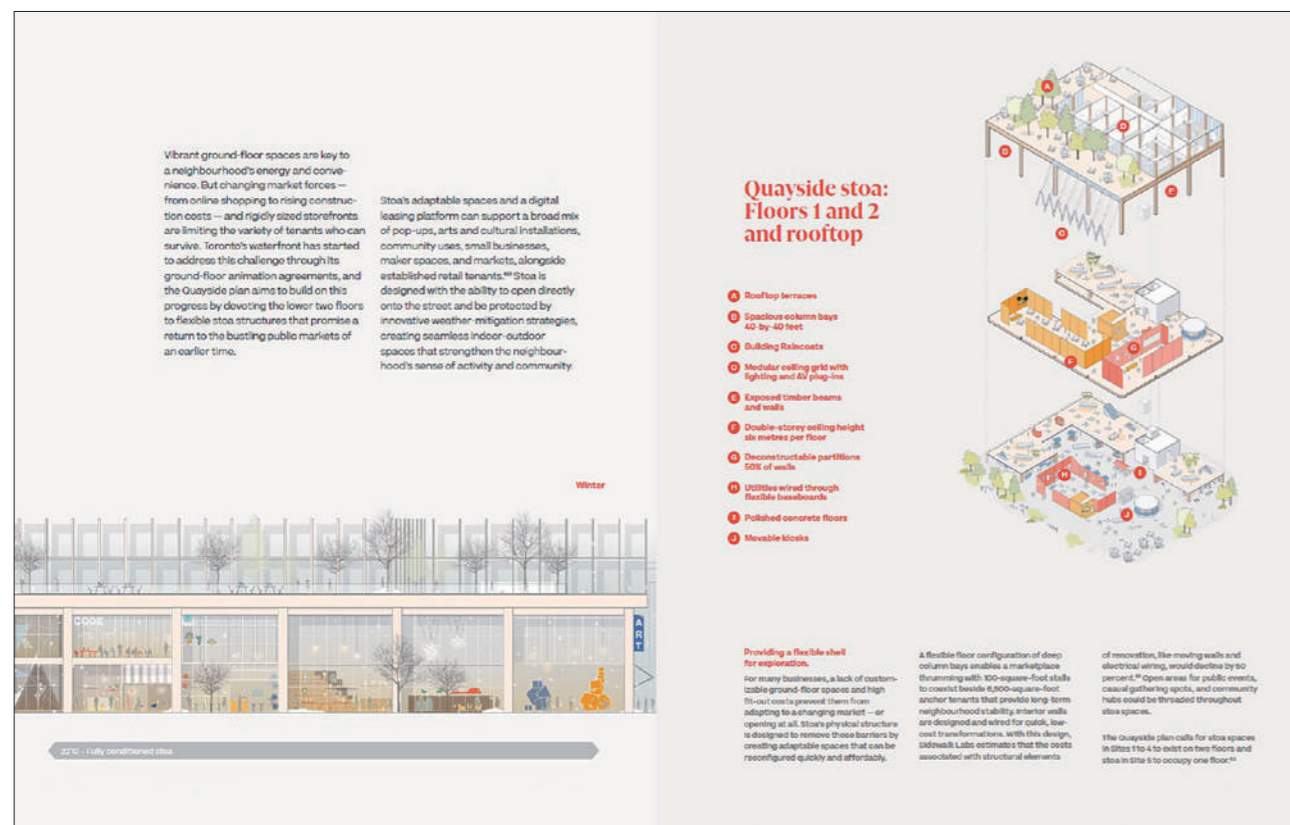 Vibrant ground-floor spaces are key to
a neighbourhood's energy and conve-
nience. But changing market forces —
from online shopping to rising construc-
tion costs — and rigidly sized storefronts
are limiting the variety of tenants who can
survive. Toronto's waterfront has started
to address this challenge through its
ground-floor animation agreements, and
the Quayside plan aims to build on this
progress by devoting the lower two floors
to flexible stoa structures that promise a
return to the bustling public markets of
an earlier time.
Stoa's adaptable spaces and a digital
leasing platform can support a broad mix
of pop-ups, arts and cultural installations,
community uses, small businesses,
maker spaces, and markets, alongside
established retail tenants. Stoa is
designed with the ability to open directly
onto the street and be protected by
innovative weather-mitigation strategies,
creating seamless indoor-outdoor
spaces that strengthen the neighbour-
hood's sense of activity and community
Winter
CODE
ART
22°C - Fully conditioned stoa
Quayside stoa:
Floors 1 and 2
and rooftop
A Rooftop terraces
B Spacious column bays
40-by-40 feet
C Building Raincoats
D Modular ceiling grid with
lighting and AV plug-ins
E Exposed timber beams
and walls
F Double-storey ceiling height
six metres per floor
G Deconstructable partitions
50% of walls
H Utilities wired through
flexible baseboards
I Polished concrete floors
J Movable kiosks
A
D
B
E
C
G
F
H
I
J
Providing a flexible shell
for exploration.
For many businesses, a lack of custom-
izable ground-floor spaces and high
fit-out costs prevent them from
adapting to a changing market — or
opening at all. Stoa's physical structure
is designed to remove those barriers by
creating adaptable spaces that can be
reconfigured quickly and affordably.
A flexible floor configuration of deep
column bays enables a marketplace
thrumming with 100-square-foot stalls
to coexist beside 6,500-square-foot
anchor tenants that provide long-term
neighbourhood stability. Interior walls
are designed and wired for quick, low-
cost transformations. With this design,
Sidewalk Labs estimates that the costs
associated with structural elements
of renovation, like moving walls and
electrical wiring, would decline by 50
percent. Open areas for public events,
casual gathering spots, and community
hubs could be threaded throughout
stoa spaces.
The Quayside plan calls for stoa spaces
in Sites 1 to 4 to exist on two floors and
stoa in Site 5 to occupy one floor.